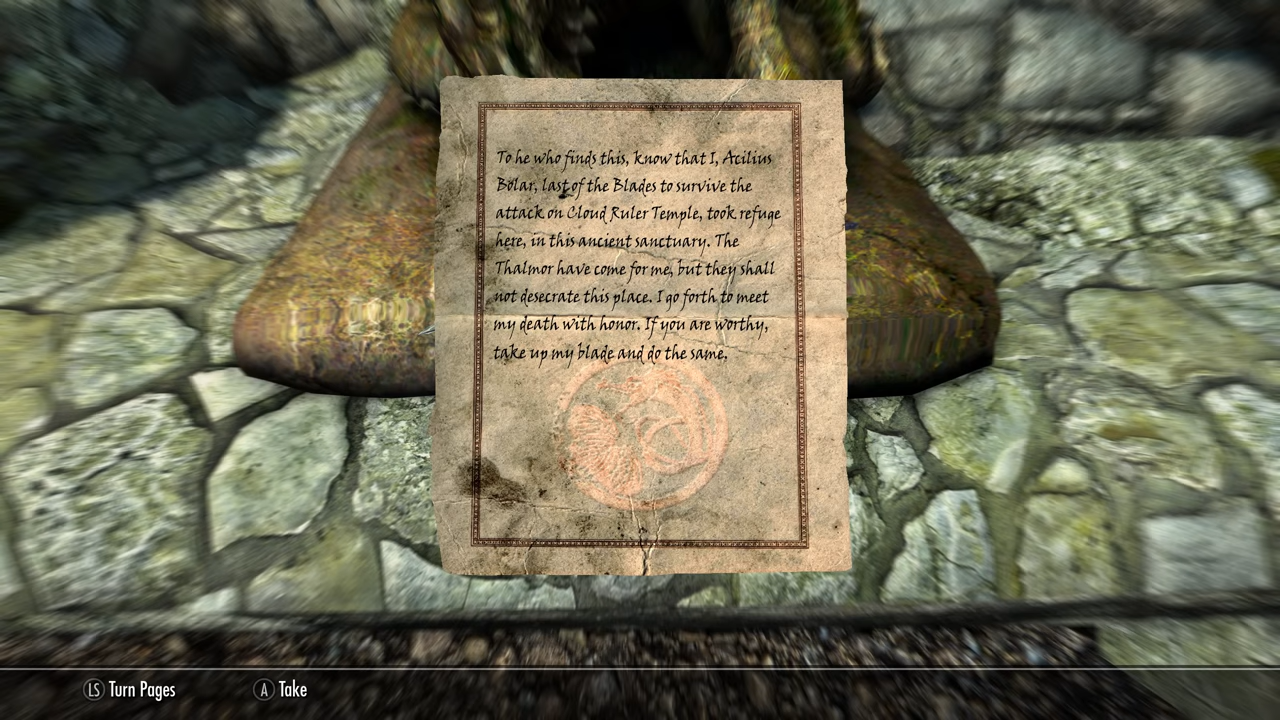 To he who finds this, know that I, Acilius
Bolar, last of the Blades to survive the
attack on Cloud Ruler Temple, took refuge
here, in this ancient sanctuary. The
Thalmor have come for me, but they shall
not desecrate this place. I go forth to meet
my death with honor. If you are worthy,
take up my blade and do the same.
LS Turn Pages
A Take